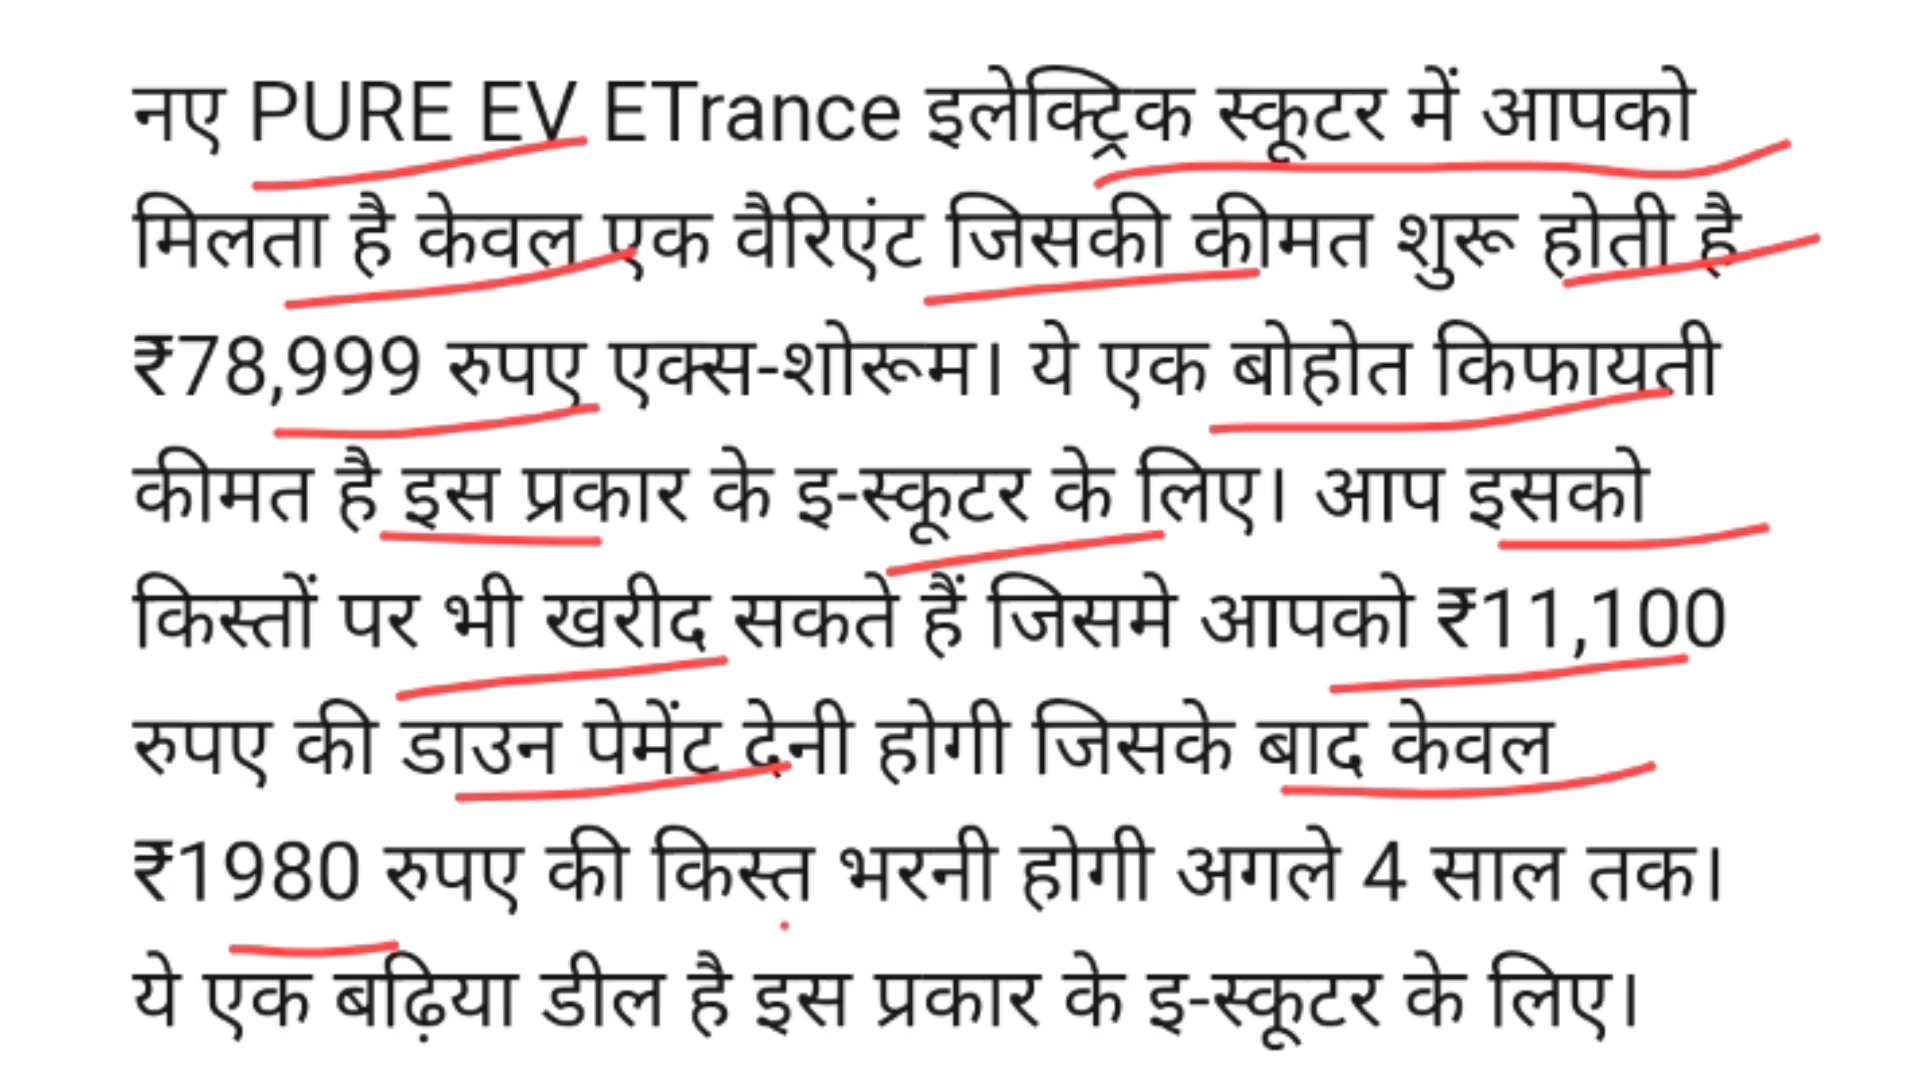 नए PURE EV ETrance इलेक्ट्रिक स्कूटर में आपको
मिलता है केवल एक वैरिएंट जिसकी कीमत शुरू होती है
₹78,999 रुपए एक्स-शोरूम। ये एक बोहोत किफायती
कीमत है इस प्रकार के इ-स्कूटर के लिए। आप इसको
किस्तों पर भी खरीद सकते हैं जिसमे आपको ₹11,100
रुपए की डाउन पेमेंट देनी होगी जिसके बाद केवल
₹1980 रुपए की किस्त भरनी होगी अगले 4 साल तक।
ये एक बढ़िया डील है इस प्रकार के इ-स्कूटर के लिए।